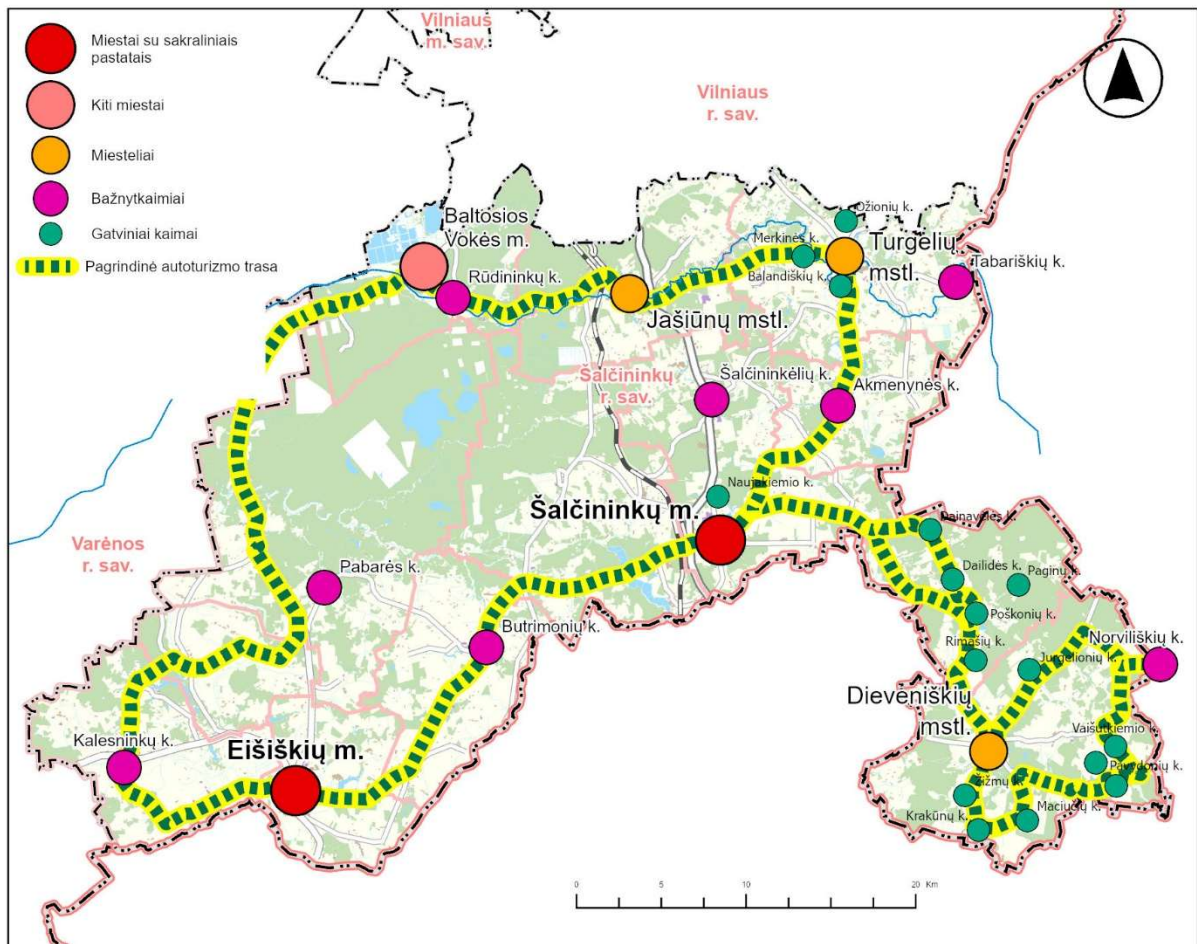 Miestai su sakraliniais
pastatais
Kiti miestai
Miesteliai
Bažnytkaimiai
Gatviniai kaimai
Pagrindinė autoturizmo trasa
Vilniaus
m. sav.
Vilniaus
r. sav.
Ožionių k.
Baltosios
Vokės m.
Merkinės k.
Turgelių
mstl.
Rūdininkų k.
Balandiškių k.
Tabariškių k.
Jašiūnų mstl.
Šalčininkų
r. sav.
Šalčininkėlių k.
Akmenynės k.
Naujakiemio k.
Šalčininkų m.
Dainavėlės k.
Varėnos
r. sav.
Pabarės k.
Dailidės k.
Paginų k.
Poškonių k.
Butrimonių k.
Rimašių k.
Jurgelionių k.
Norviliškių k.
Dieveniškių
mstl.
Kalesninkų k.
Eišiškių m.
Vaišutkiemio k.
Pavydonių k.
Žižmų k.
Krakūnų k.
Maciučių k.
0 5 10 20 Km